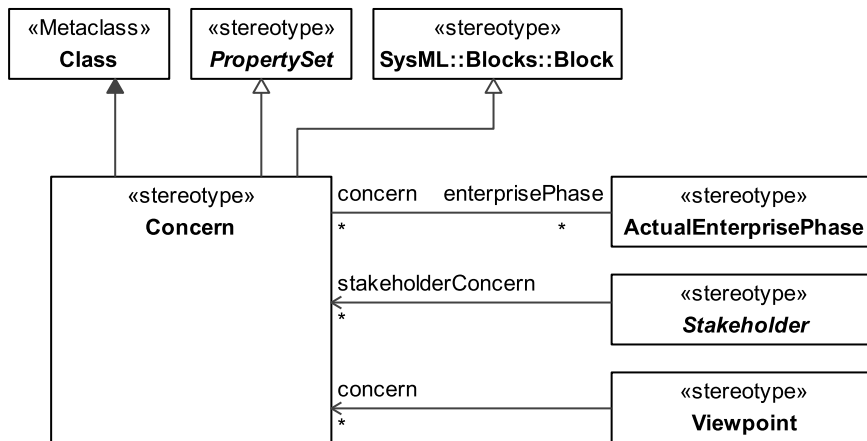 «Metaclass»
Class
«stereotype»
PropertySet
«stereotype»
SysML::Blocks::Block
«stereotype»
Concern
concern
enterprisePhase
*
*
«stereotype»
ActualEnterprisePhase
stakeholderConcern
*
«stereotype»
Stakeholder
concern
*
«stereotype»
Viewpoint